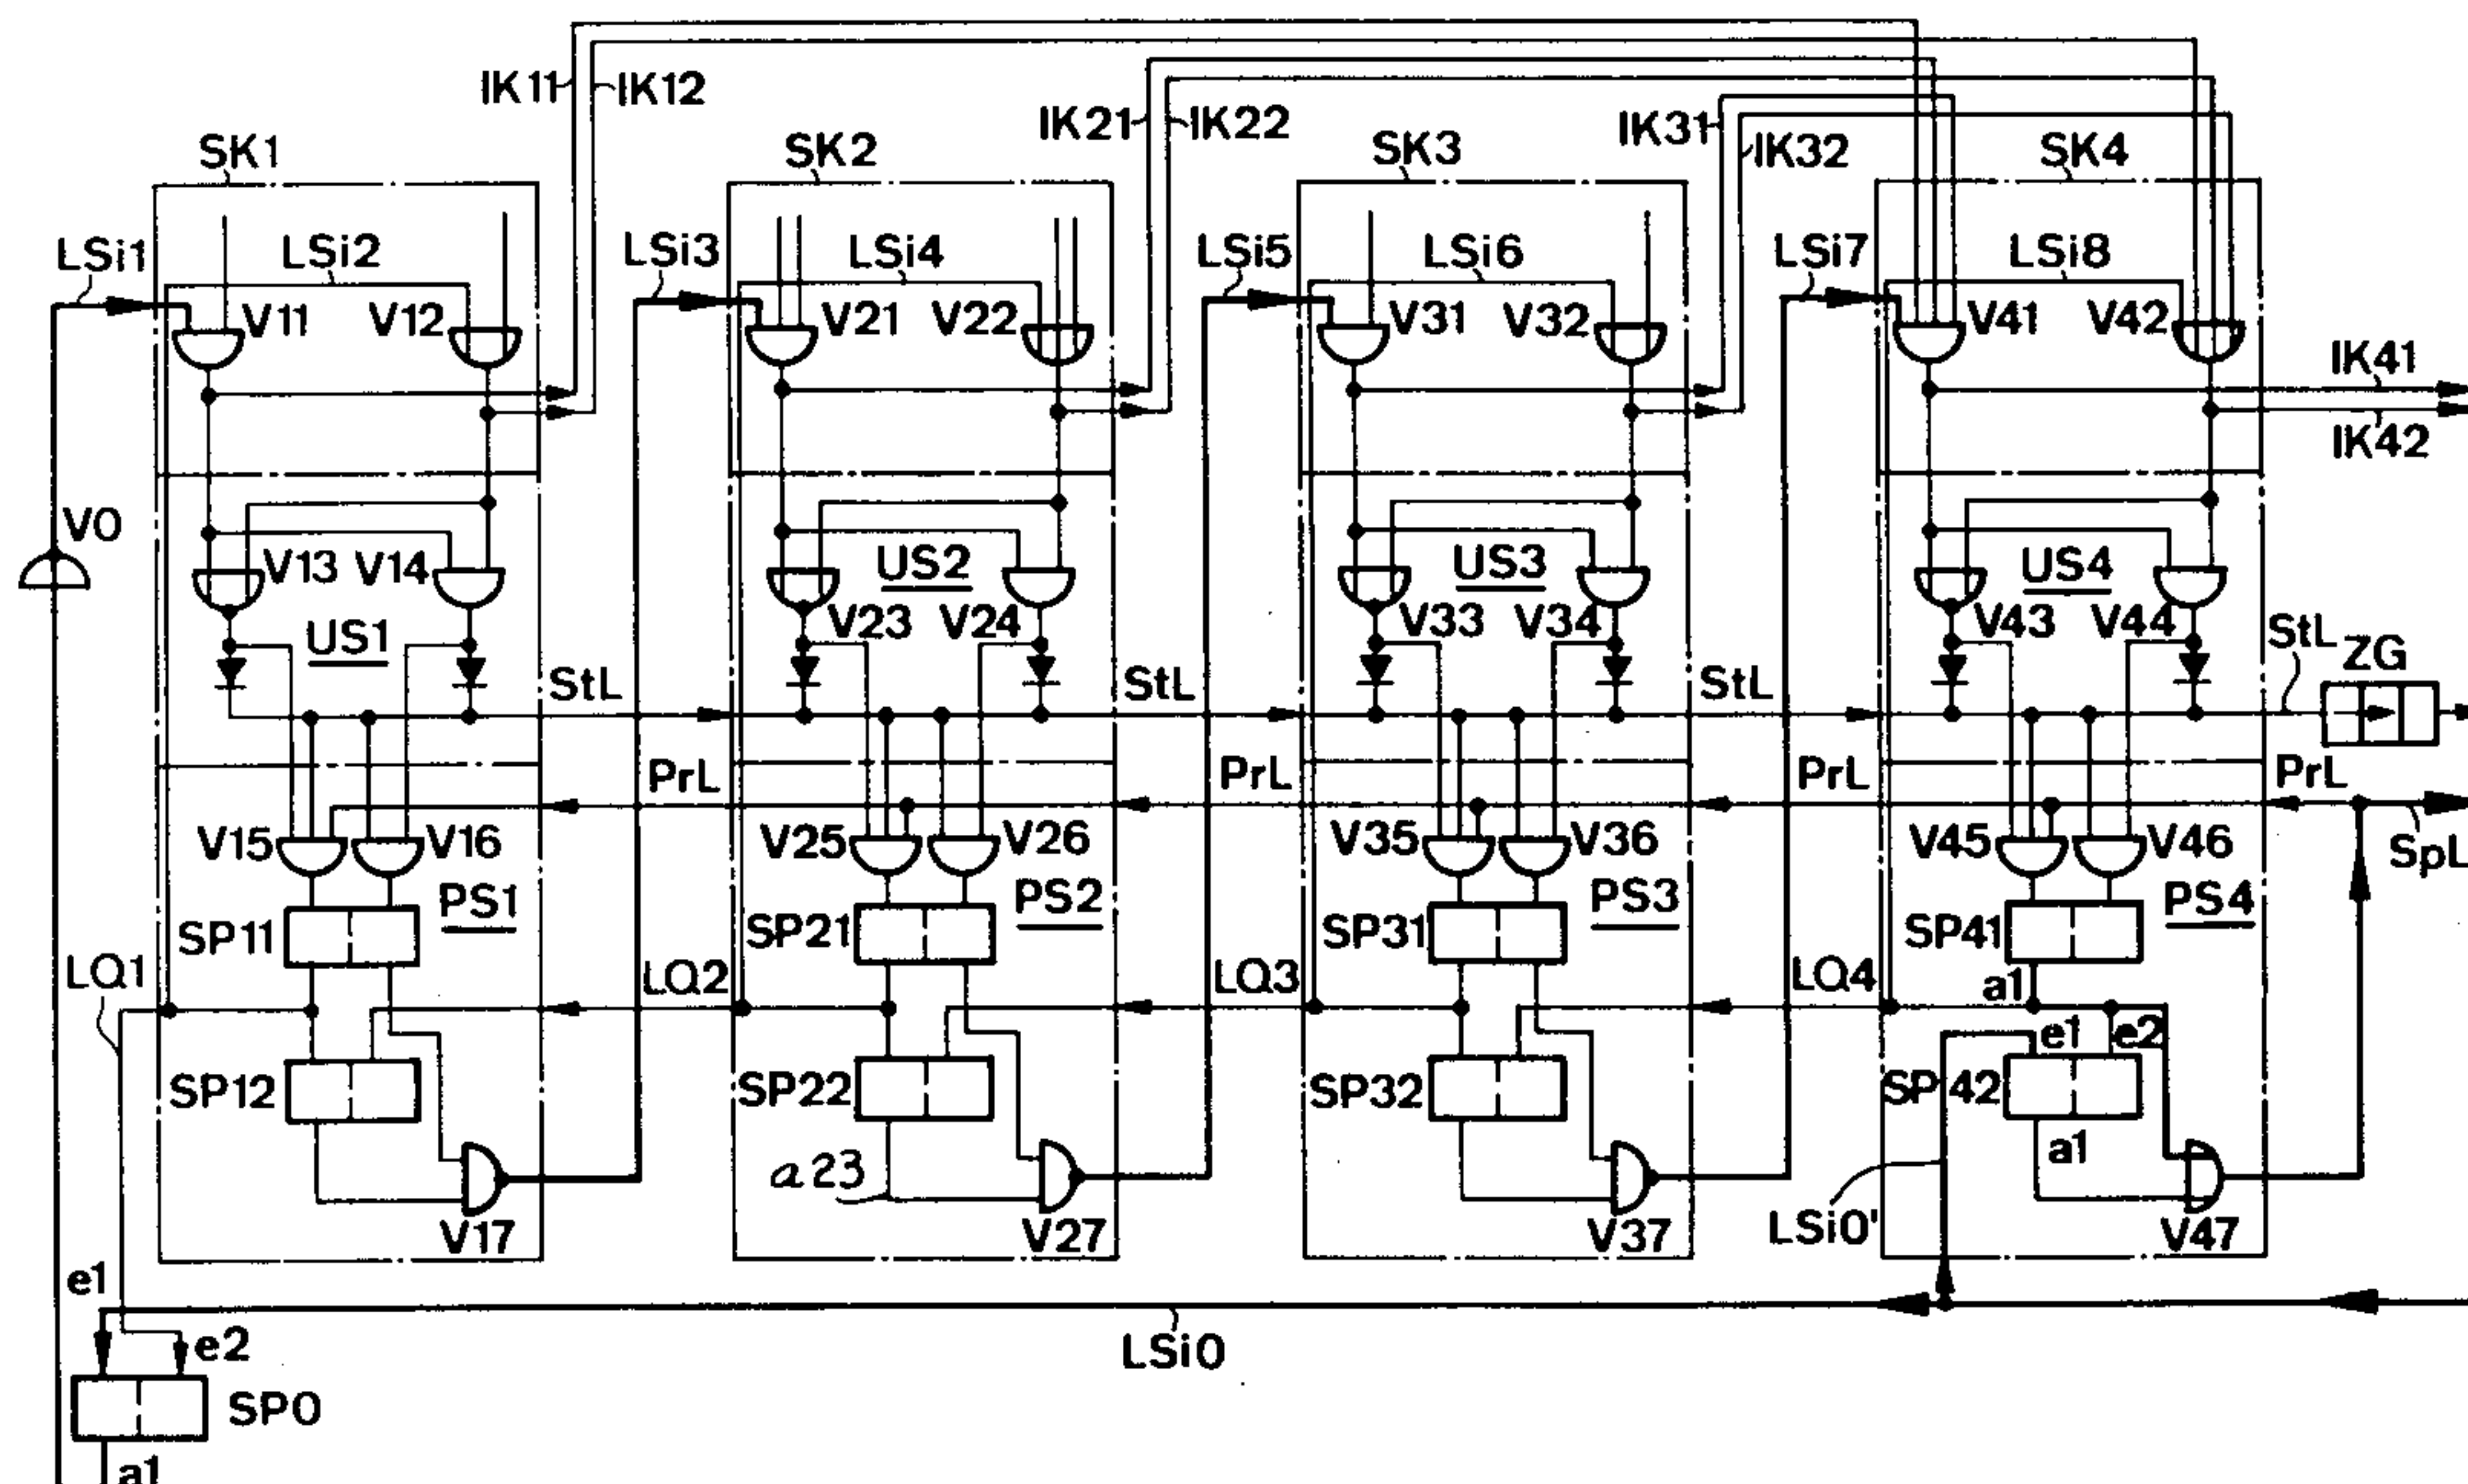 IK11 IK12 IK21 IK22 IK31 IK32
SK1 SK2 SK3 SK4
LSi1 LSi2 LSi3 LSi4 LSi5 LSi6 LSi7 LSi8
V11 V12 V21 V22 V31 V32 V41 V42
IK41
IK42
V0
V13 V14 US2 US3 US4
US1 V23 V24 V33 V34 V43 V44
StL StL StL StL ZG
PrL PrL PrL PrL
V15 V16 V25 V26 V35 V36 V45 V46 SpL
PS1 PS2 PS3 PS4
SP11 SP21 SP31 SP41
LQ1 LQ2 LQ3 LQ4 a1
e1 e2
SP12 SP22 SP32 SP42
a23 a1
V17 V27 V37 LSi0' V47
e1
e2 LSi0
SP0
a1